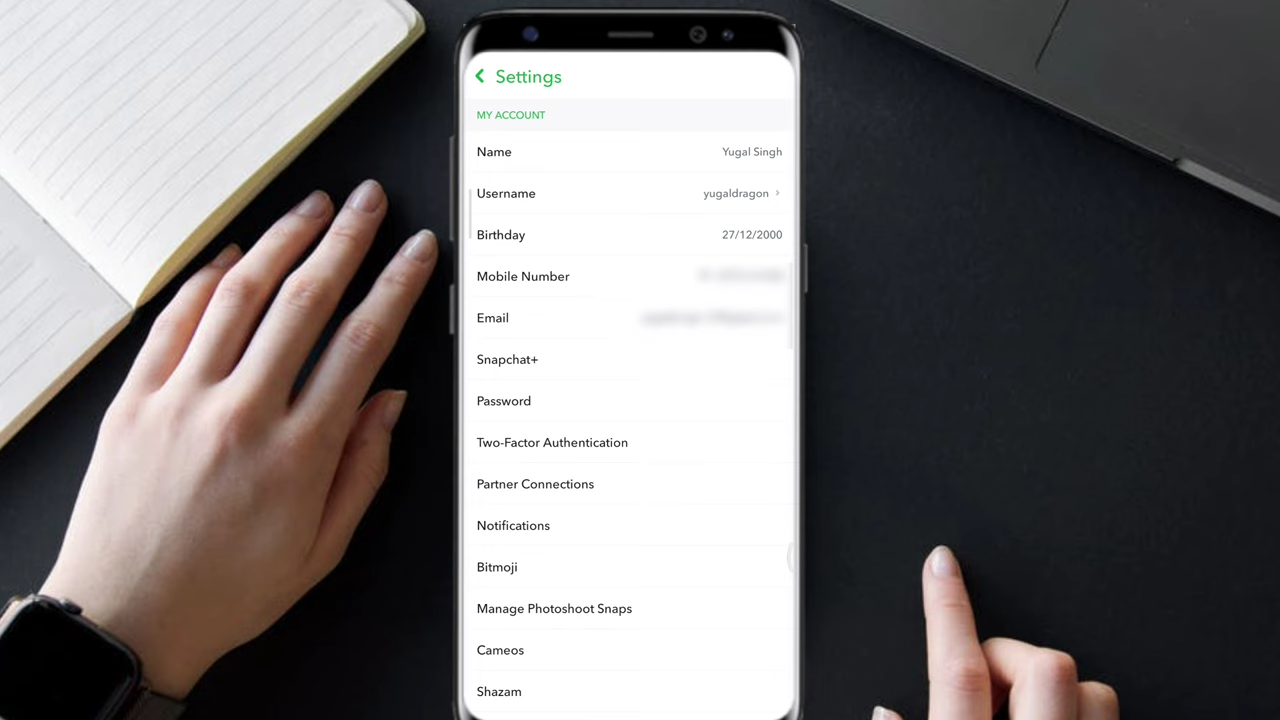 Settings
MY ACCOUNT
Name Yugal Singh
Username yugaldragon
Birthday 27/12/2000
Mobile Number
Email
Snapchat+
Password
Two-Factor Authentication
Partner Connections
Notifications
Bitmoji
Manage Photoshoot Snaps
Cameos
Shazam